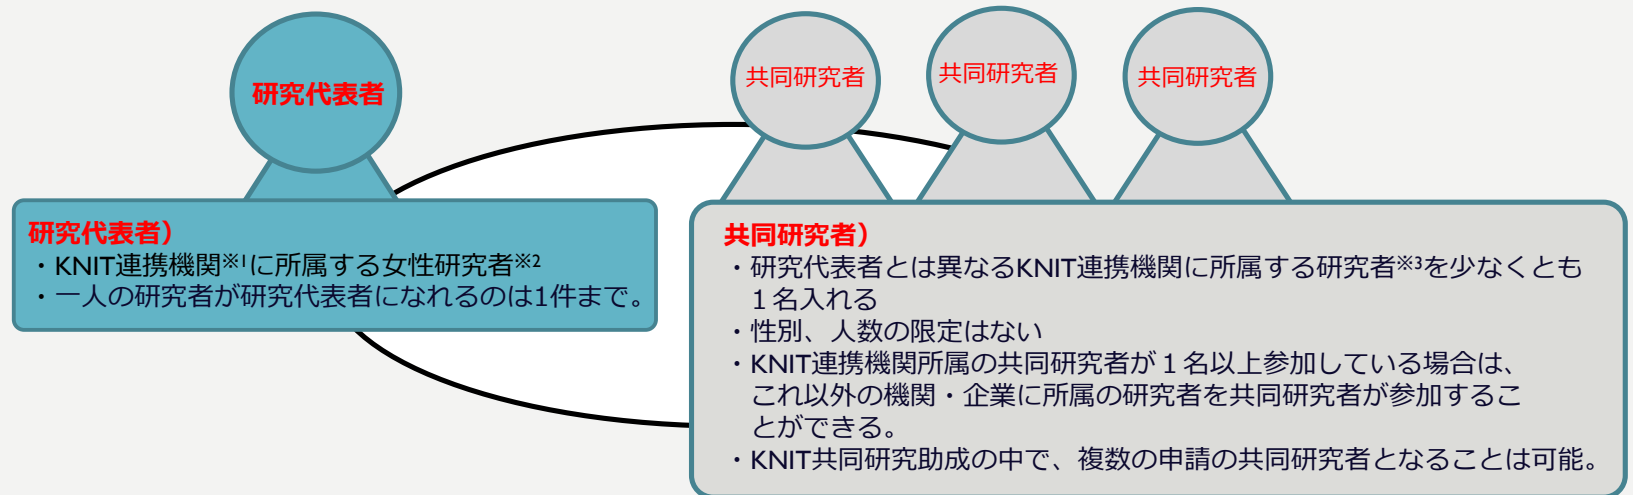 研究代表者
共同研究者
共同研究者
共同研究者
研究代表者)
・KNIT連携機関※1に所属する女性研究者※2
・一人の研究者が研究代表者になれるのは1件まで。
共同研究者)
・研究代表者とは異なるKNIT連携機関に所属する研究者※3を少なくとも
１名入れる
・性別、人数の限定はない
・KNIT連携機関所属の共同研究者が１名以上参加している場合は、
これ以外の機関・企業に所属の研究者を共同研究者が参加するこ
とができる。
・KNIT共同研究助成の中で、複数の申請の共同研究者となることは可能。